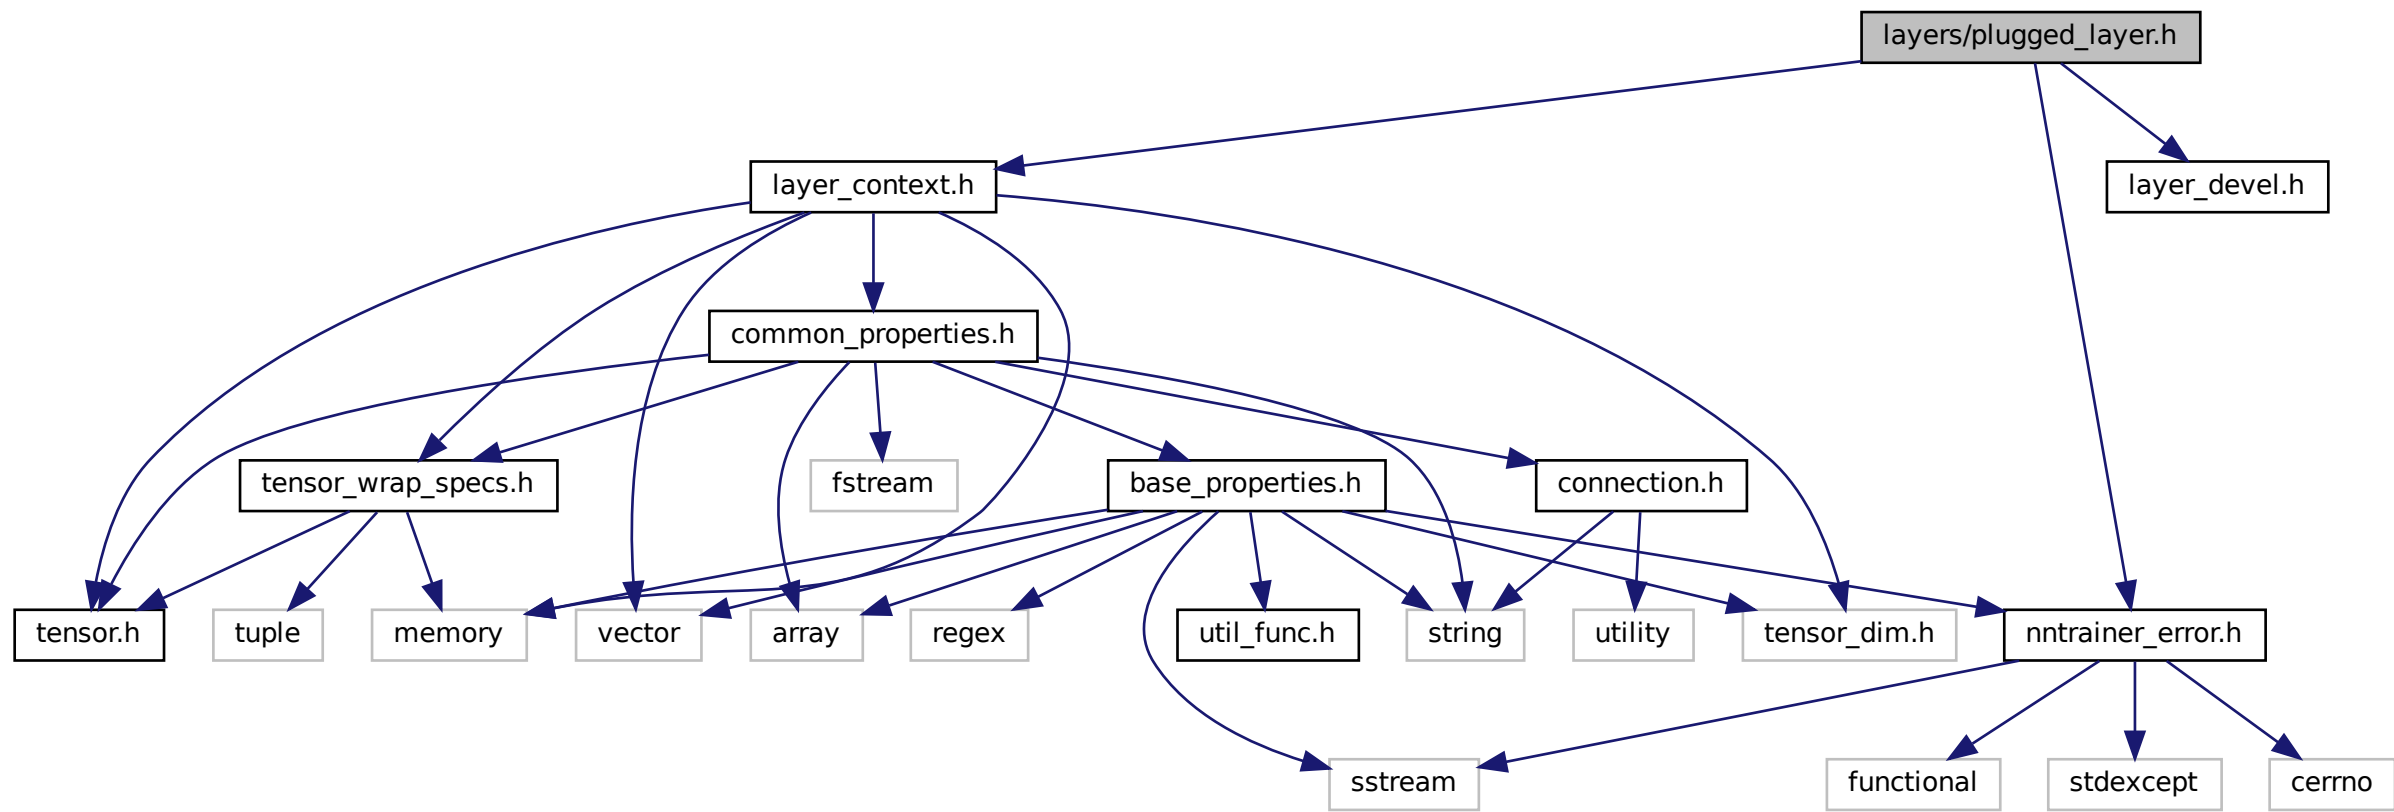 layers/plugged_layer.h
layer_context.h
layer_devel.h
common_properties.h
tensor_wrap_specs.h
fstream
base_properties.h
connection.h
tensor.h
tuple
memory
vector
array
regex
util_func.h
string
utility
tensor_dim.h
nntrainer_error.h
sstream
functional
stdexcept
cerrno